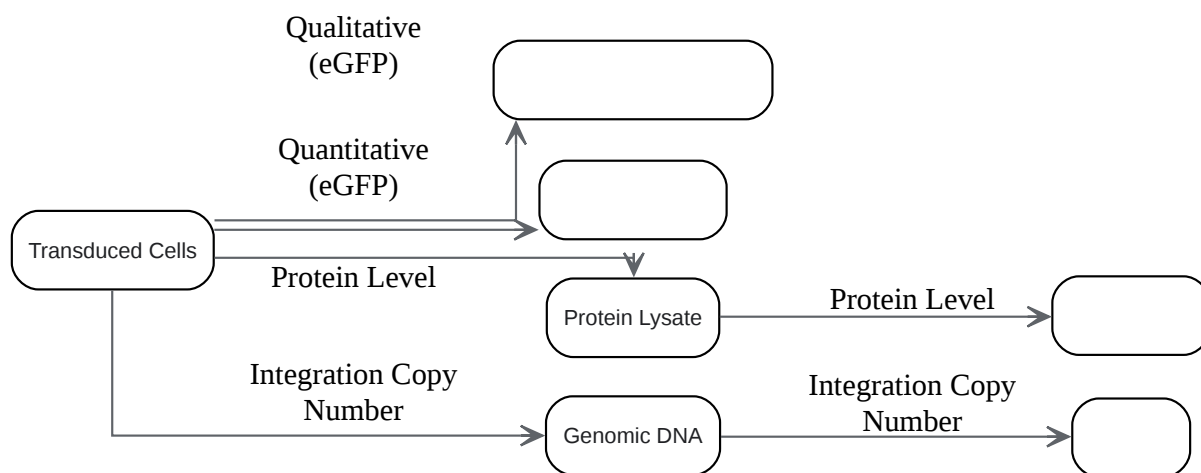 Qualitative
(eGFP)
Quantitative
(eGFP)
Transduced Cells
Protein Level
Protein Lysate
Protein Level
Integration Copy
Number
Genomic DNA
Integration Copy
Number